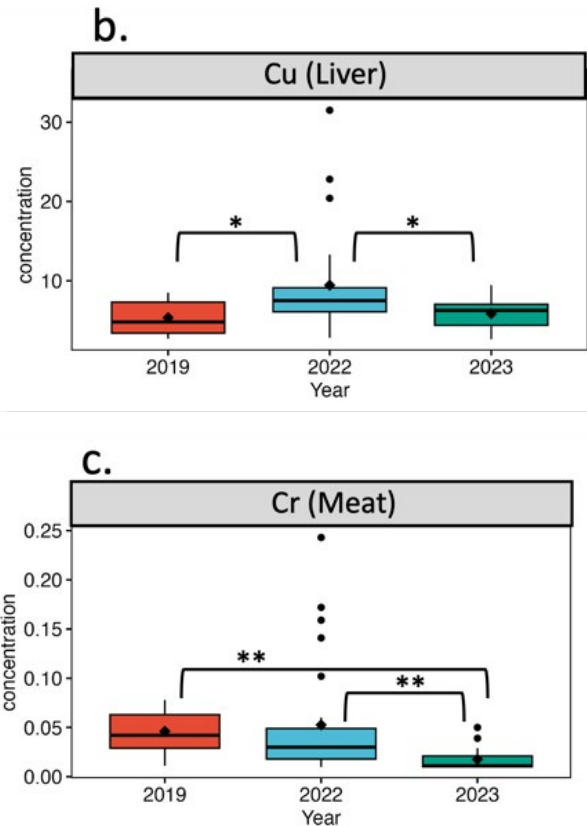 b.
Cu (Liver)
concentration
30
20
10
* *
2019 2022 2023
Year
c.
Cr (Meat)
concentration
0.25
0.20
0.15
0.10
0.05
0.00
**
**
2019 2022 2023
Year